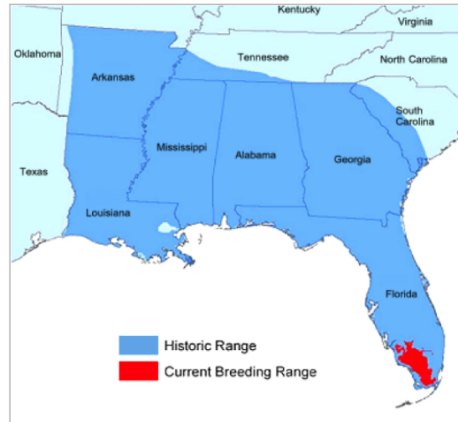 Kentucky
Virginia
Oklahoma
Tennessee
North Carolina
Arkansas
South
Carolina
Texas
Mississippi
Alabama
Georgia
Louisiana
Florida
Historic Range
Current Breeding Range